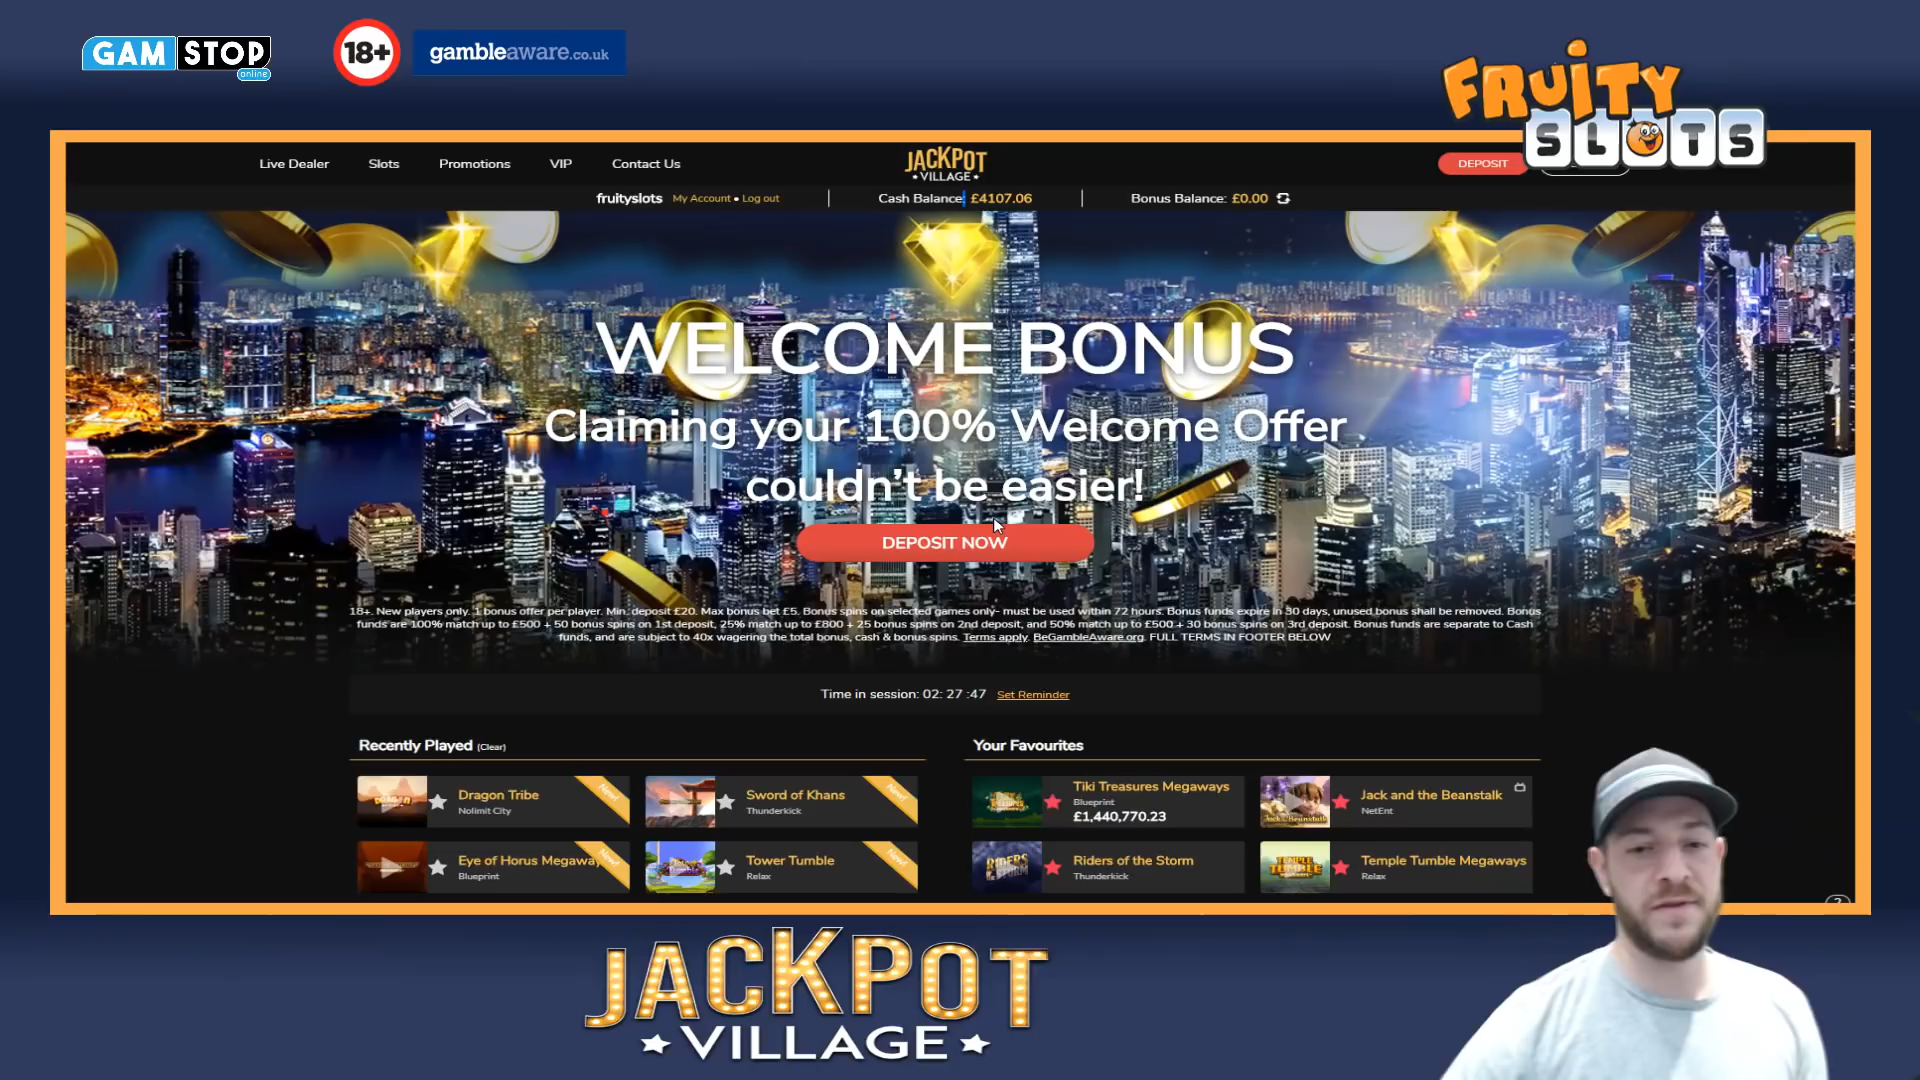 GAMSTOP
online
18+
gambleaware.co.uk
FRUITY
SLOTS
Live Dealer
Slots
Promotions
VIP
Contact Us
JACKPOT
VILLAGE
DEPOSIT
fruityslots
My Account • Log out
Cash Balance: £4107.06
Bonus Balance: £0.00
WELCOME BONUS
Claiming your 100% Welcome Offer
couldn't be easier!
DEPOSIT NOW
18+. New players only. 1 bonus offer per player. Min. deposit £20. Max bonus bet £5. Bonus spins on selected games only- must be used within 72 hours. Bonus funds expire in 30 days, unused bonus shall be removed. Bonus
funds are 100% match up to £500 + 50 bonus spins on 1st deposit, 25% match up to £800 + 25 bonus spins on 2nd deposit, and 50% match up to £500 + 30 bonus spins on 3rd deposit. Bonus funds are separate to Cash
funds, and are subject to 40x wagering the total bonus, cash & bonus spins. Terms apply. BeGambleAware.org. FULL TERMS IN FOOTER BELOW
Time in session: 02: 27 :47 Set Reminder
Recently Played (Clear)
Your Favourites
Dragon Tribe
Nolimit City
New!
Sword of Khans
Thunderkick
New!
Tiki Treasures Megaways
Blueprint
£1,440,770.23
Jack and the Beanstalk
NetEnt
Eye of Horus Megaway
Blueprint
New!
Tower Tumble
Relax
New!
RIDERS
STORM
Riders of the Storm
Thunderkick
TEMPLE
TUMBLE
Temple Tumble Megaways
Relax
JACKPOT
VILLAGE